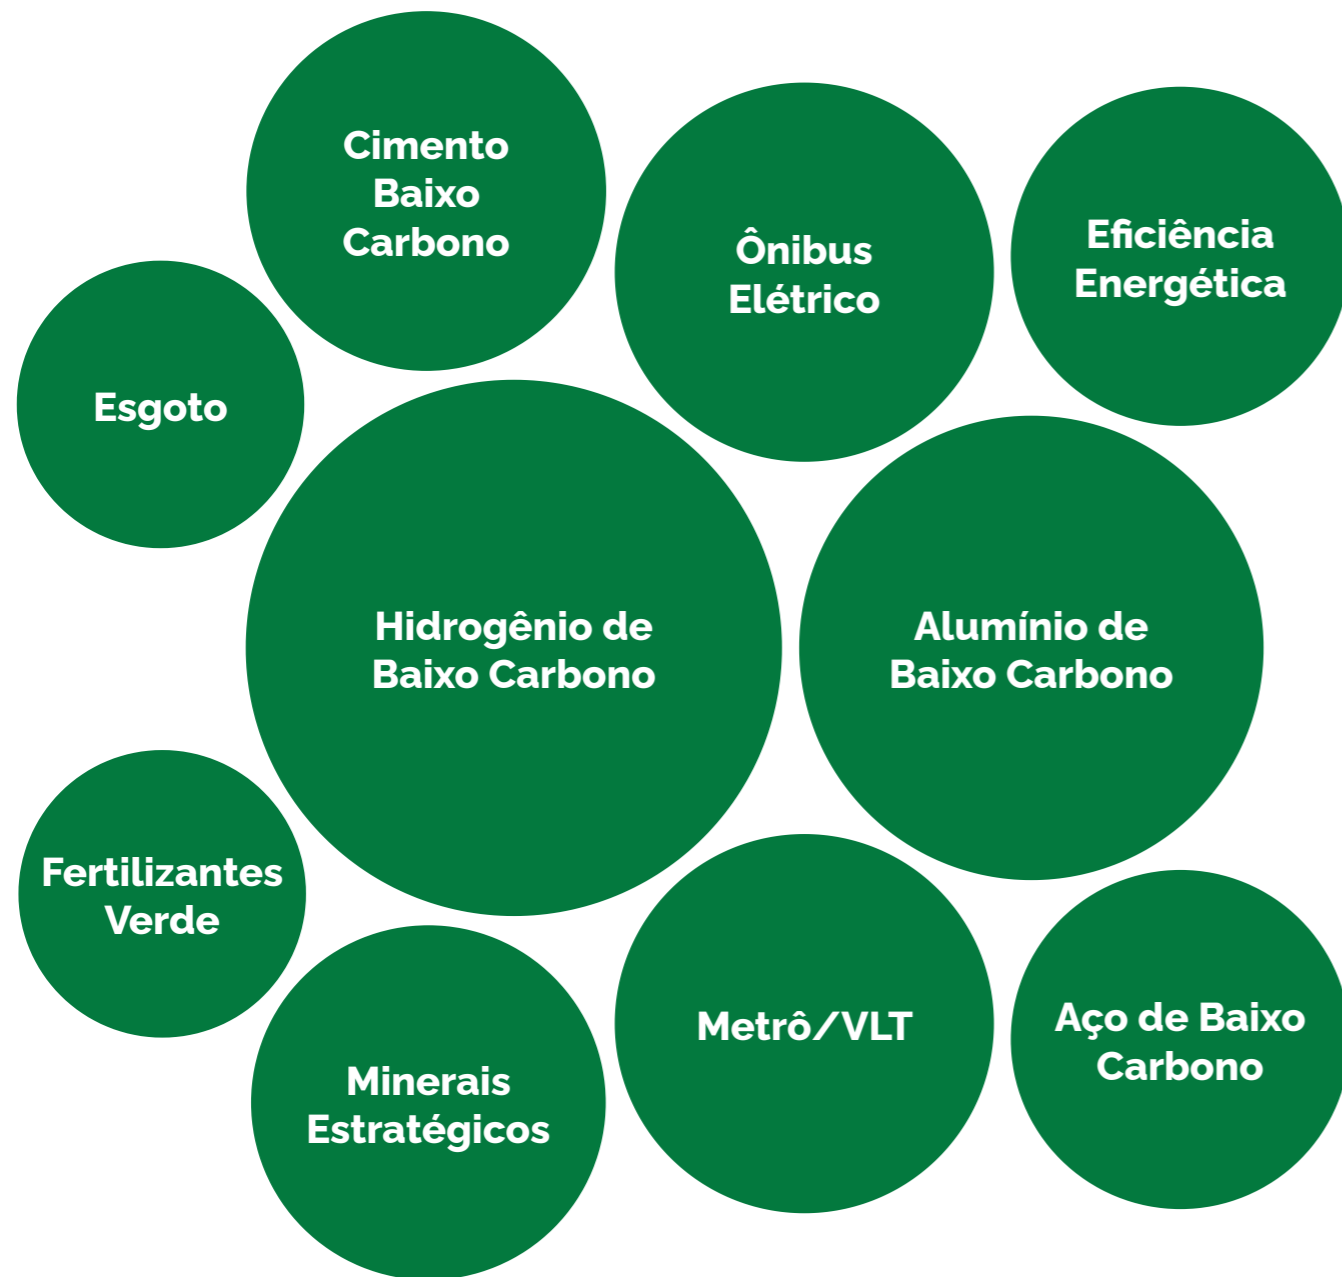 Cimento
Baixo
Carbono
Ônibus
Elétrico
Eficiência
Energética
Esgoto
Hidrogênio de
Baixo Carbono
Alumínio de
Baixo Carbono
Fertilizantes
Verde
Minerais
Estratégicos
Metrô/VLT
Aço de Baixo
Carbono